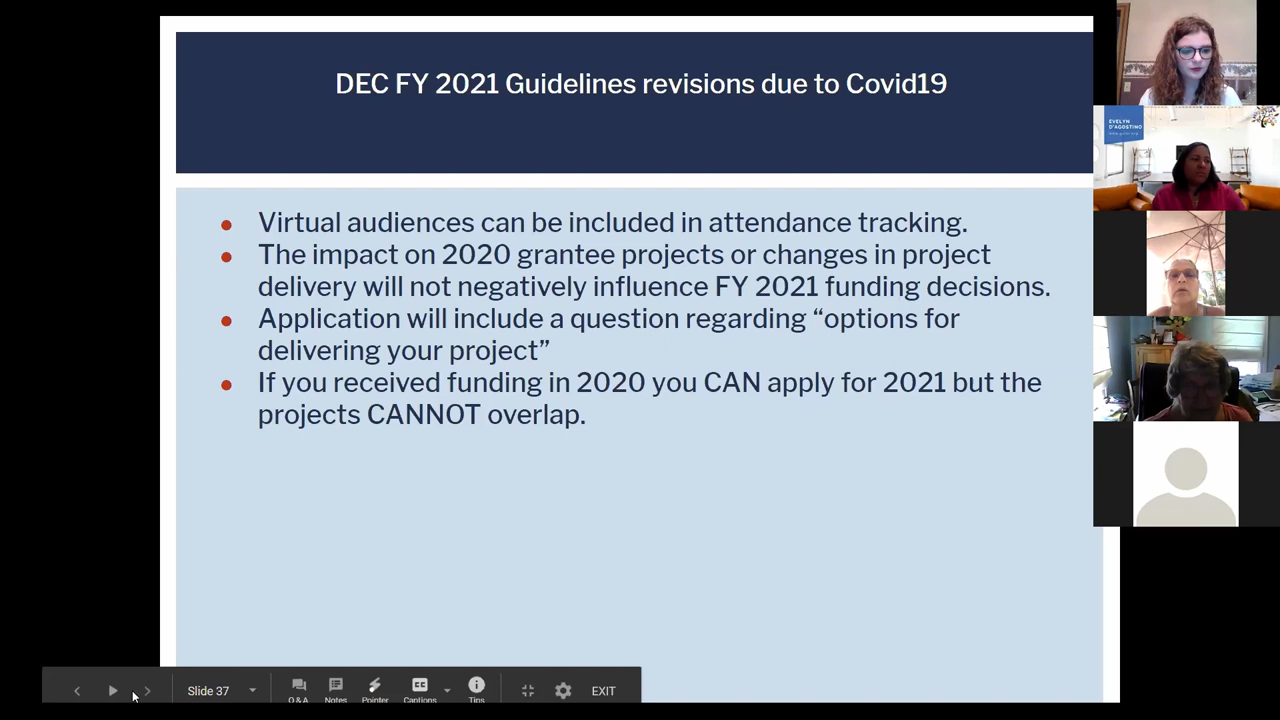 DEC FY 2021 Guidelines revisions due to Covid19
EVELYN
D'AGOSTINO
Virtual audiences can be included in attendance tracking.
The impact on 2020 grantee projects or changes in project
delivery will not negatively influence FY 2021 funding decisions.
Application will include a question regarding “options for
delivering your project”
If you received funding in 2020 you CAN apply for 2021 but the
projects CANNOT overlap.
Slide 37
Q & A
Notes
Pointer
CC
Captions
Tips
EXIT